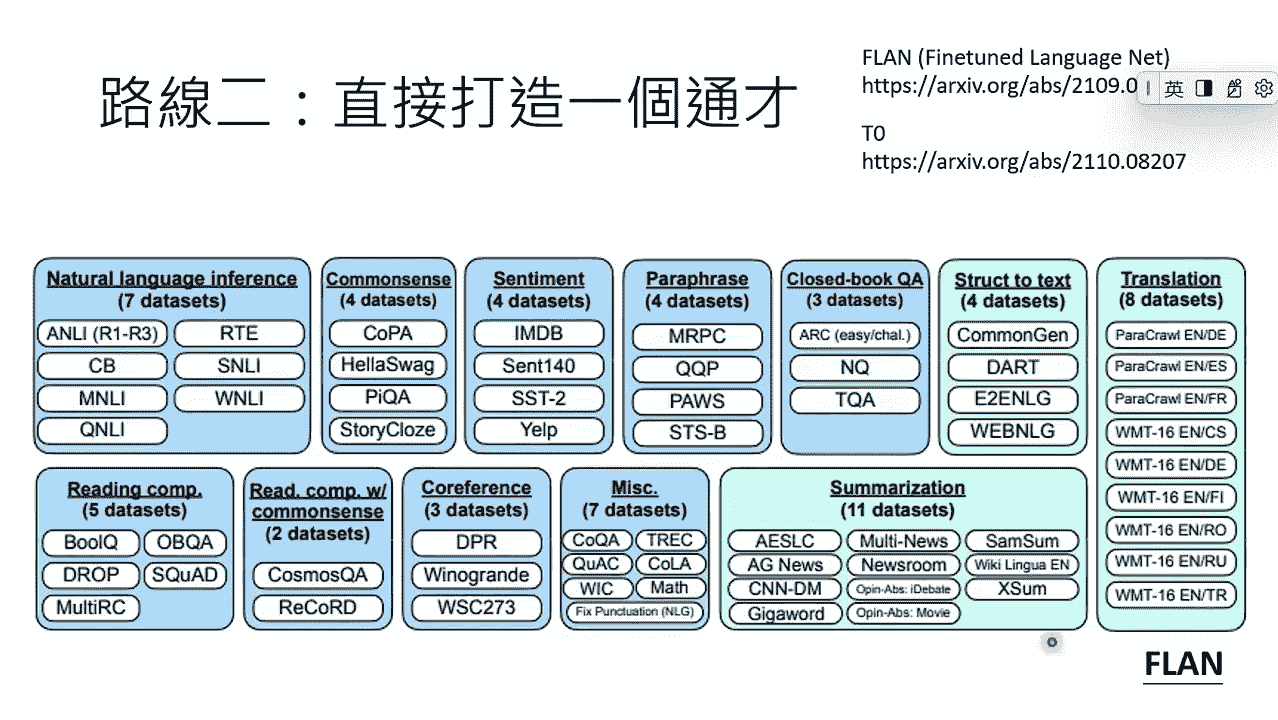 路線二：直接打造一個通才
FLAN (Finetuned Language Net)
https://arxiv.org/abs/2109.0
英
T0
https://arxiv.org/abs/2110.08207
Natural language inference
(7 datasets)
ANLI (R1-R3) RTE
CB SNLI
MNLI WNLI
QNLI
Commonsense
(4 datasets)
CoPA
HellaSwag
PiQA
StoryCloze
Sentiment
(4 datasets)
IMDB
Sent140
SST-2
Yelp
Paraphrase
(4 datasets)
MRPC
QQP
PAWS
STS-B
Closed-book QA
(3 datasets)
ARC (easy/chal.)
NQ
TQA
Struct to text
(4 datasets)
CommonGen
DART
E2ENLG
WEBNLG
Translation
(8 datasets)
ParaCrawl EN/DE
ParaCrawl EN/ES
ParaCrawl EN/FR
WMT-16 EN/CS
WMT-16 EN/DE
WMT-16 EN/FI
WMT-16 EN/RO
WMT-16 EN/RU
WMT-16 EN/TR
Reading comp.
(5 datasets)
BoolQ OBQA
DROP SQuAD
MultiRC
Read. comp. w/
commonsense
(2 datasets)
CosmosQA
ReCoRD
Coreference
(3 datasets)
DPR
Winogrande
WSC273
Misc.
(7 datasets)
CoQA TREC
QuAC CoLA
WIC Math
Fix Punctuation (NLG)
Summarization
(11 datasets)
AESLC Multi-News SamSum
AG News Newsroom Wiki Lingua EN
CNN-DM Opin-Abs: iDebate XSum
Gigaword Opin-Abs: Movie
FLAN